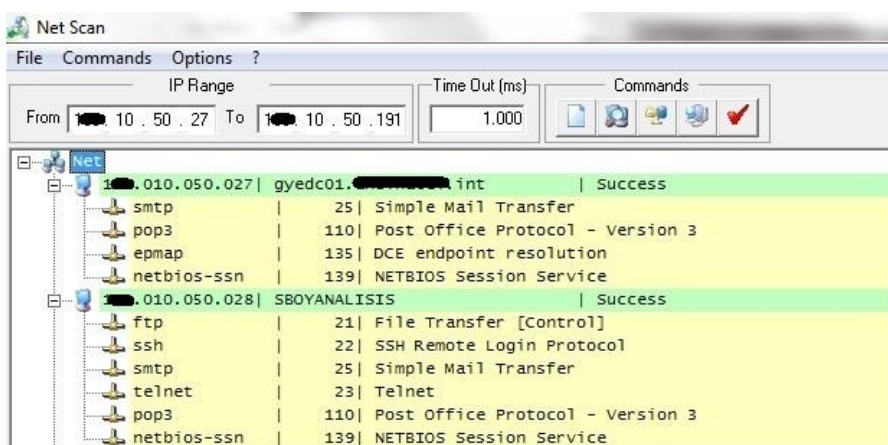 Net Scan
File Commands Options ?
IP Range
Time Out (ms)
Commands
From 10 . 50 . 27 To 10 . 50 .191 1.000
Net
1 .010.050.027| gyedc01. int | Success
smtp | 25| Simple Mail Transfer
pop3 | 110| Post Office Protocol - Version 3
epmap | 135| DCE endpoint resolution
netbios-ssn | 139| NETBIOS Session Service
.010.050.028| SBOYANALISIS | Success
ftp | 21| File Transfer [Control]
ssh | 22| SSH Remote Login Protocol
smtp | 25| Simple Mail Transfer
telnet | 23| Telnet
pop3 | 110| Post Office Protocol - Version 3
netbios-ssn | 139| NETBIOS Session Service